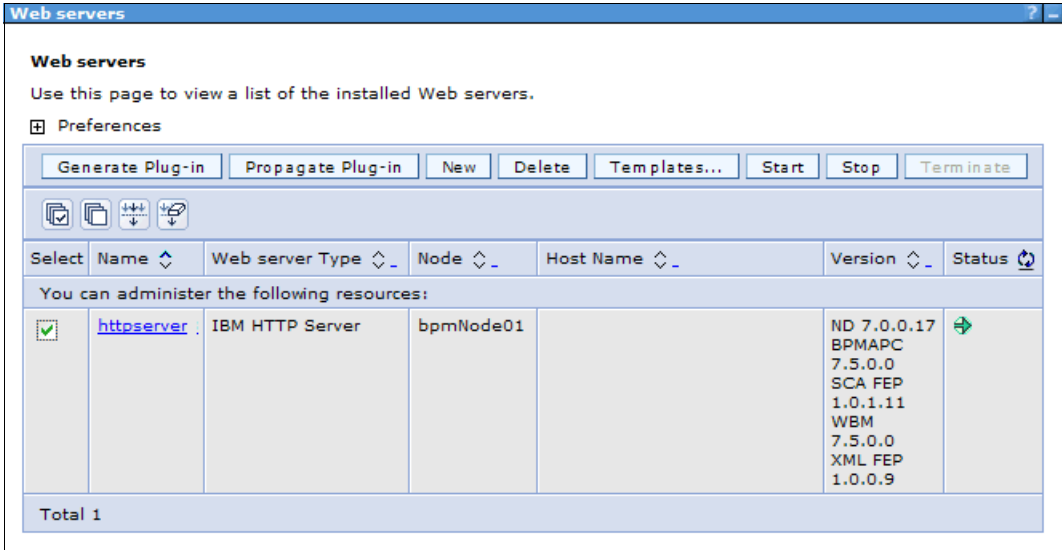 Web servers ? _
Web servers
Use this page to view a list of the installed Web servers.
Preferences
Generate Plug-in Propagate Plug-in New Delete Templates... Start Stop Terminate
Select Name Web server Type Node Host Name Version Status
You can administer the following resources:
httpserver IBM HTTP Server bpmNode01 ND 7.0.0.17
BPMAPC
7.5.0.0
SCA FEP
1.0.1.11
WBM
7.5.0.0
XML FEP
1.0.0.9
Total 1